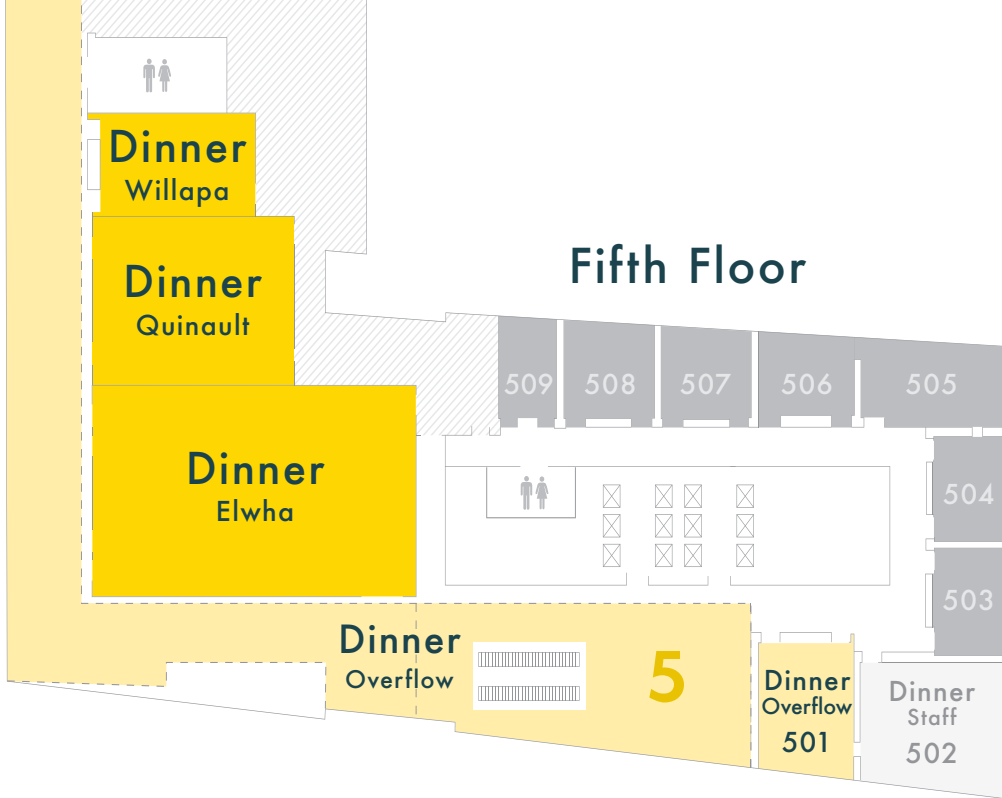 Dinner
Willapa
Fifth Floor
Dinner
Quinault
509
508
507
506
505
Dinner
Elwha
504
503
Dinner
Overflow
5
Dinner
Overflow
501
Dinner
Staff
502